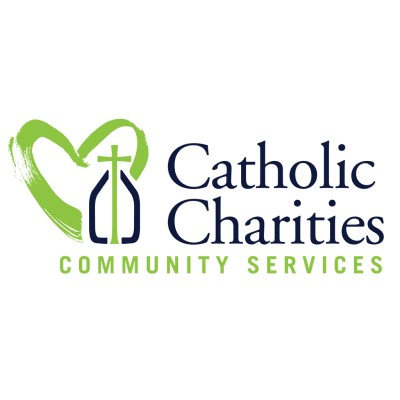 Catholic
Charities
COMMUNITY SERVICES